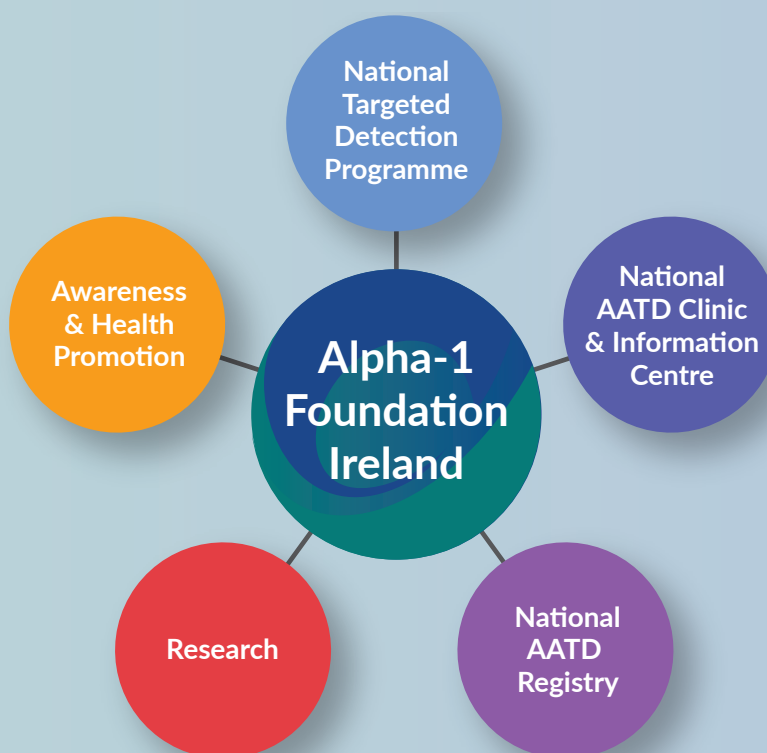 National
Targeted
Detection
Programme
Awareness
& Health
Promotion
National
AATD Clinic
& Information
Centre
Alpha-1
Foundation
Ireland
Research
National
AATD
Registry